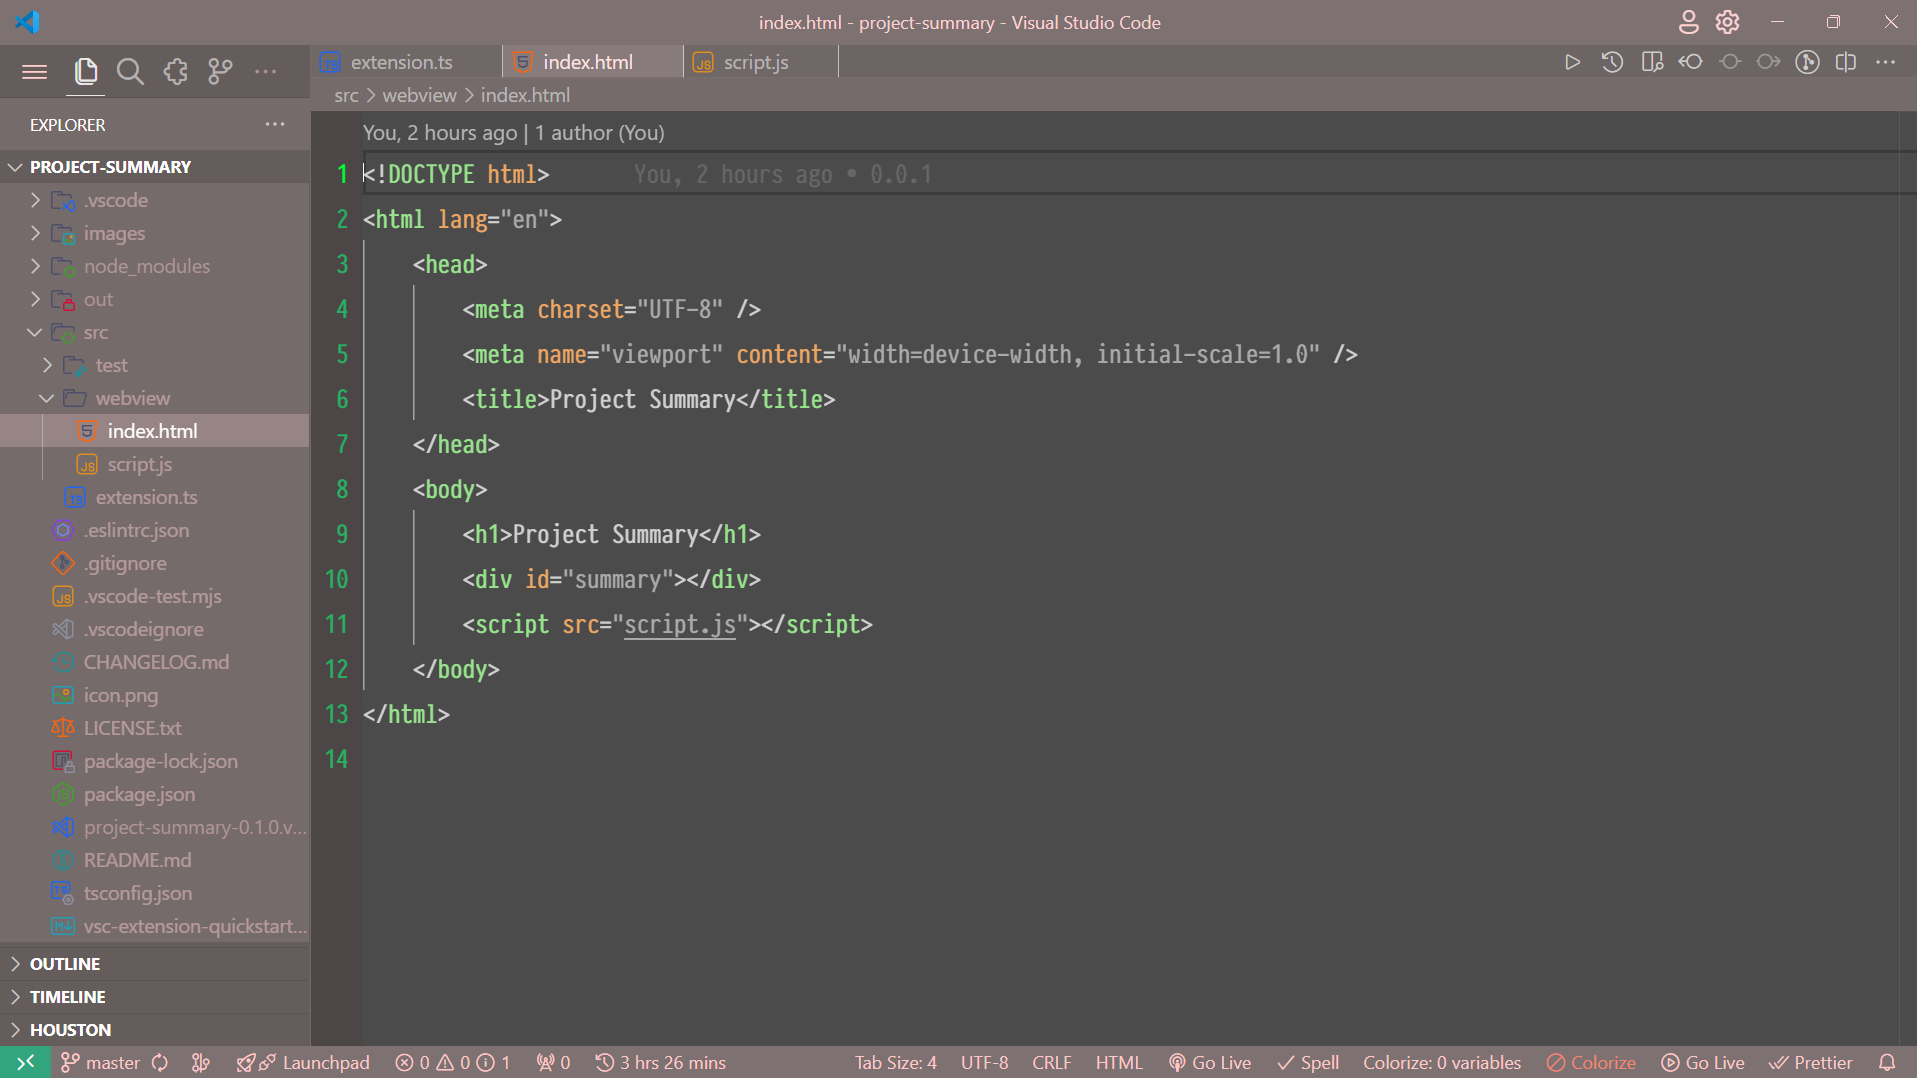 index.html - project-summary - Visual Studio Code
extension.ts
index.html
script.js
EXPLORER
src > webview > index.html
PROJECT-SUMMARY
.vscode
images
node_modules
out
src
test
webview
index.html
script.js
extension.ts
.eslintrc.json
.gitignore
.vscode-test.mjs
.vscodeignore
CHANGELOG.md
icon.png
LICENSE.txt
package-lock.json
package.json
project-summary-0.1.0.v...
README.md
tsconfig.json
vsc-extension-quickstart...
OUTLINE
TIMELINE
HOUSTON
You, 2 hours ago | 1 author (You)
1 <!DOCTYPE html> You, 2 hours ago • 0.0.1
2 <html lang="en">
3 <head>
4 <meta charset="UTF-8" />
5 <meta name="viewport" content="width=device-width, initial-scale=1.0" />
6 <title>Project Summary</title>
7 </head>
8 <body>
9 <h1>Project Summary</h1>
10 <div id="summary"></div>
11 <script src="script.js"></script>
12 </body>
13 </html>
14
master Launchpad 0 0 1 0 3 hrs 26 mins Tab Size: 4 UTF-8 CRLF HTML Go Live Spell Colorize: 0 variables Colorize Go Live Prettier